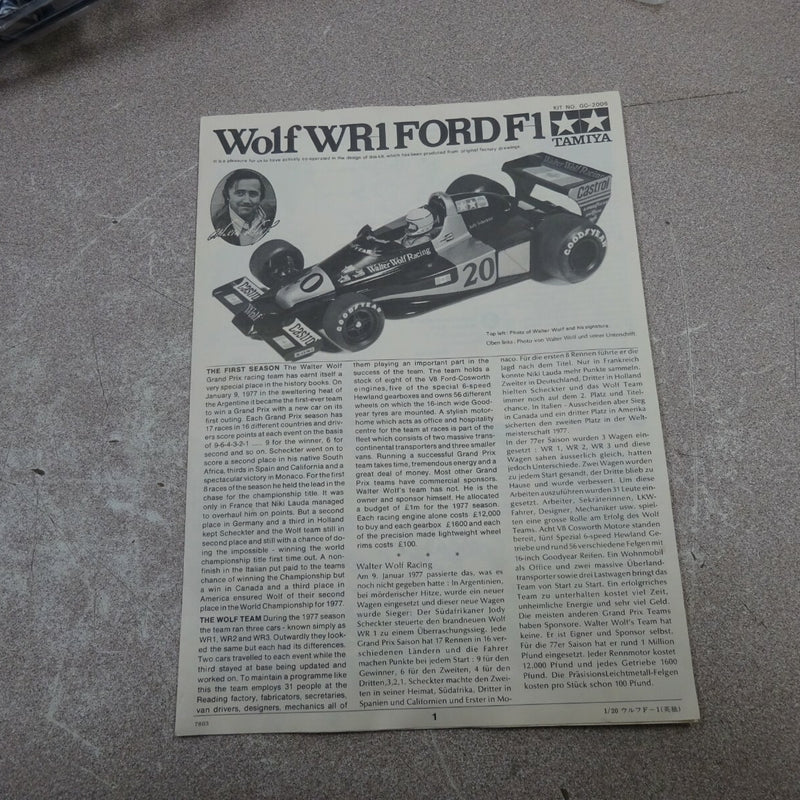 KIT NO. GC-2006
Wolf WR1 FORD F1
TAMIYA
It is a pleasure for us to have actively co-operated in the design of this kit, which has been produced from original factory drawings.
Castrol
GOODYEAR
Walter Wolf Racing
20
0
Castrol
Wolf
GOODYEAR
Castrol
Top left : Photo of Walter Wolf and his signature.
Oben links : Photo von Walter Wolf und seiner Unterschrift.
THE FIRST SEASON The Walter Wolf
Grand Prix racing team has earnt itself a
very special place in the history books. On
January 9, 1977 in the sweltering heat of
the Argentine it became the first-ever team
to win a Grand Prix with a new car on its
first outing. Each Grand Prix season has
17 races in 16 different countries and driv-
ers score points at each event on the basis
of 9-6-4-3-2-1 ..... 9 for the winner, 6 for
second and so on. Scheckter went on to
score a second place in his native South
Africa, thirds in Spain and California and a
spectacular victory in Monaco. For the first
8 races of the season he held the lead in the
chase for the championship title. It was
only in France that Niki Lauda managed
to overhaul him on points. But a second
place in Germany and a third in Holland
kept Scheckter and the Wolf team still in
second place and still with a chance of do-
ing the impossible - winning the world
championship title first time out. A non-
finish in the Italian put paid to the teams
chance of winning the Championship but
a win in Canada and a third place in
America ensured Wolf of their second
place in the World Championship for 1977.
THE WOLF TEAM During the 1977 season
the team ran three cars - known simply as
WR1, WR2 and WR3. Outwardly they look-
ed the same but each had its differences.
Two cars travelled to each event while the
third stayed at base being updated and
worked on. To maintain a programme like
this the team employs 31 people at the
Reading factory, fabricators, secretaries,
van drivers, designers, mechanics all of
them playing an important part in the
success of the team. The team holds a
stock of eight of the V8 Ford-Cosworth
engines, five of the special 6-speed
Hewland gearboxes and owns 56 different
wheels on which the 16-inch wide Good-
year tyres are mounted. A stylish motor-
home which acts as office and hospitality
centre for the team at races is part of the
fleet which consists of two massive trans-
continental transporters and three smaller
vans. Running a successful Grand Prix
team takes time, tremendous energy and a
great deal of money. Most other Grand
Prix teams have commercial sponsors.
Walter Wolf's team has not. He is the
owner and sponsor himself. He allocated
a budget of £1m for the 1977 season.
Each racing engine alone costs £12,000
to buy and each gearbox £1600 and each
of the precision made lightweight wheel
rims costs £100.
* * *
Walter Wolf Racing
Am 9. Januar 1977 passierte das, was es
noch nicht gegeben hatte : In Argentinien,
bei mörderischer Hitze, wurde ein neuer
Wagen eingesetzt und dieser neue Wagen
wurde Sieger: Der Südafrikaner Jody
Scheckter steuerte den brandneuen Wolf
WR 1 zu einem Überraschungssieg. Jede
Grand Prix Saison hat 17 Rennen in 16 ver-
schiedenen Ländern und die Fahrer
machen Punkte bei jedem Start : 9 für den
Gewinner, 6 für den Zweiten, 4 für den
Dritten,3,2,1. Scheckter machte den Zwei-
ten in seiner Heimat, Südafrika, Dritter in
Spanien und Californien und Erster in Mo-
naco. Für die ersten 8 Rennen führte er die
Jagd nach dem Titel. Nur in Frankreich
konnte Niki Lauda mehr Punkte sammeln.
Zweiter in Deutschland, Dritter in Holland
hielten Scheckter und das Wolf Team
immer noch auf dem 2. Platz und Titel-
chance. In Italien - Ausscheiden aber Sieg
in Canada und ein dritter Platz in Amerika
sicherten den zweiten Platz in der Welt-
meisterschaft 1977.
In der 77er Saison wurden 3 Wagen ein-
gesetzt : WR 1, WR 2, WR 3 und diese
Wagen sahen äusserlich gleich, hatten
jedoch Unterschiede. Zwei Wagen wurden
zu jedem Start gesandt, der Dritte blieb zu
Hause und wurde verbessert. Um diese
Arbeiten auszuführen wurden 31 Leute ein-
gesetzt. Arbeiter, Sekräterinnen, LKW-
Fahrer, Designer, Mechaniker usw. spiel-
ten eine grosse Rolle am Erfolg des Wolf
Teams. Acht V8 Cosworth Motore standen
bereit, fünf Spezial 6-speed Hewland Ge-
triebe und rund 56 verschiedene Felgen mit
16-inch Goodyear Reifen. Ein Wohnmobil
als Office und zwei massive Überland-
transporter sowie drei Lastwagen bringt das
Team von Start zu Start. Ein erfolgreiches
Team zu unterhalten kostet viel Zeit,
unheimliche Energie und sehr viel Geld.
Die meisten anderen Grand Prix Teams
haben Sponsore. Walter Wolf's Team hat
keine. Er ist Eigner und Sponsor selbst.
Für die 77er Saison hat er rund 1 Million
Pfund eingesetzt. Jeder Rennmotor kostet
12.000 Pfund und jedes Getriebe 1600
Pfund. Die PräsisionsLeichtmetall-Felgen
kosten pro Stück schon 100 Pfund.
7803
1
1/20 ウルフF-1(英独)